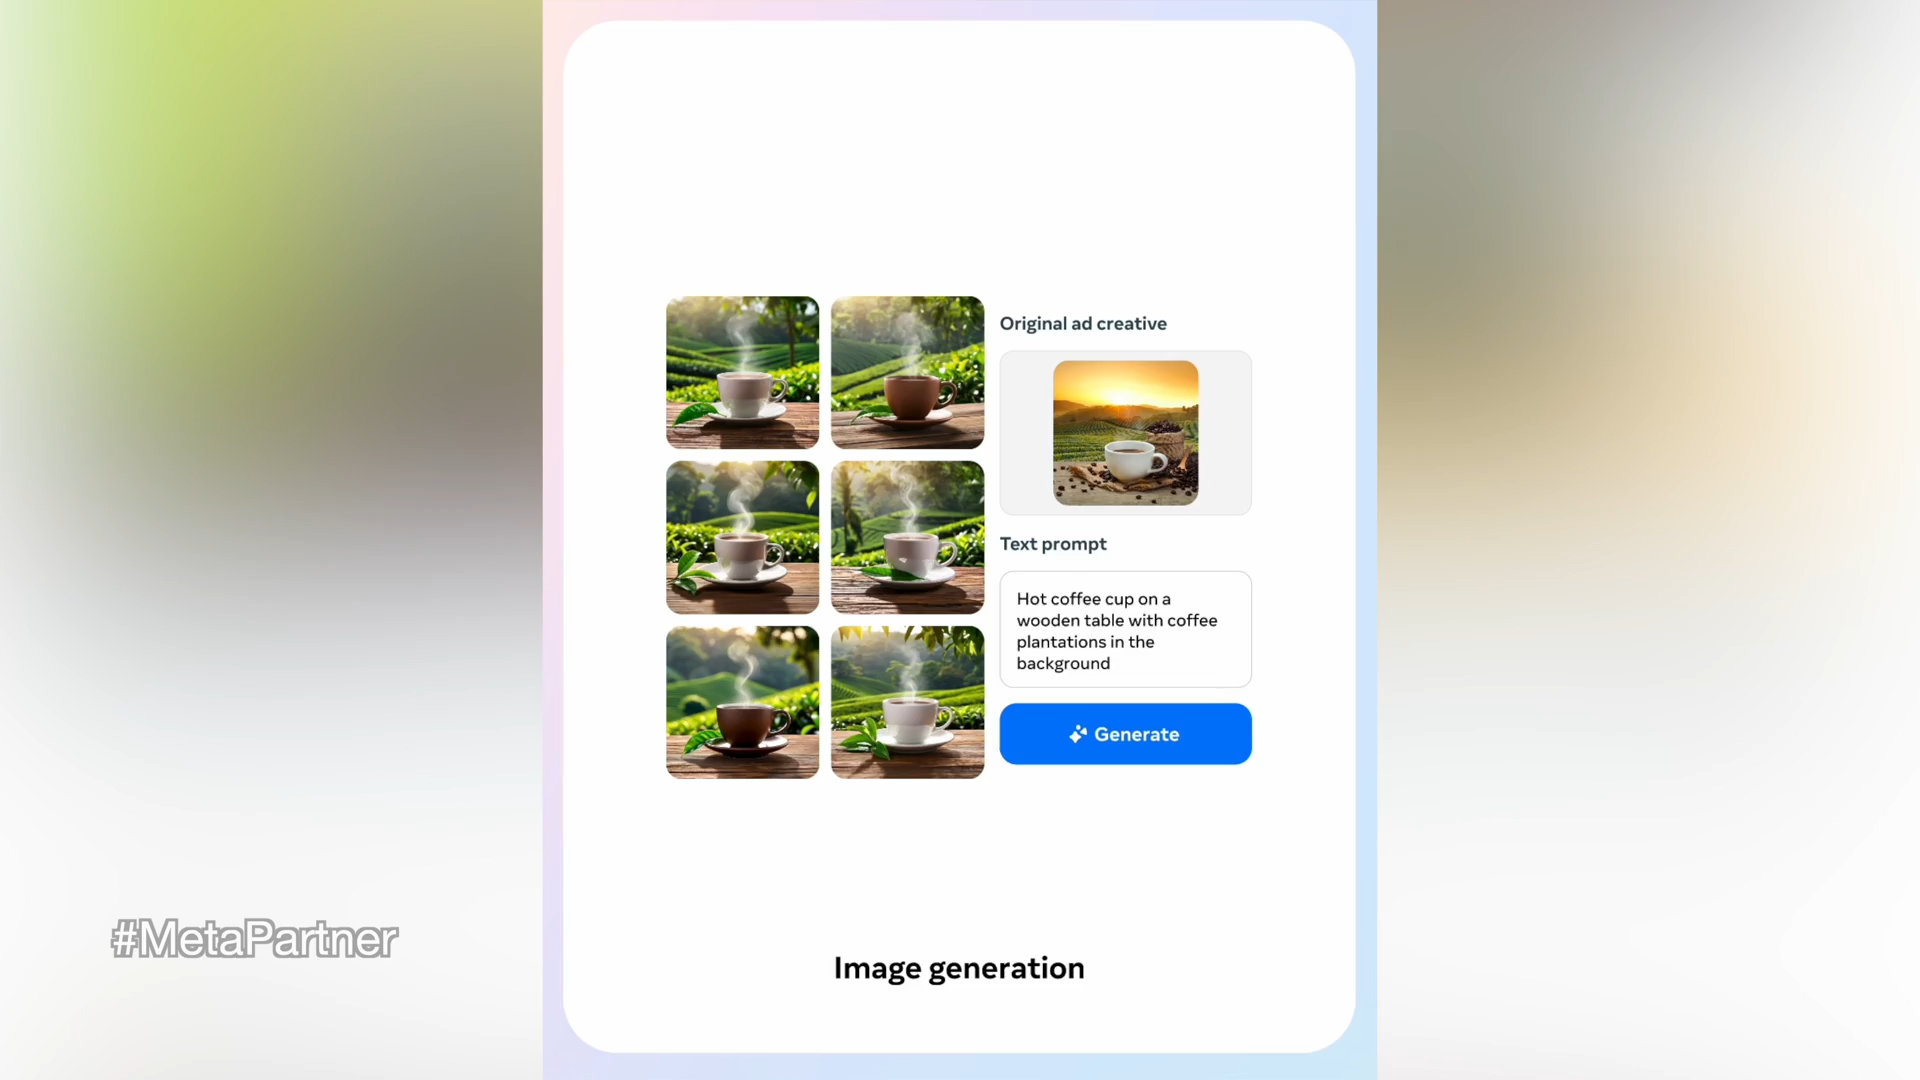 Original ad creative
Text prompt
Hot coffee cup on a
wooden table with coffee
plantations in the
background
Generate
#MetaPartner
Image generation